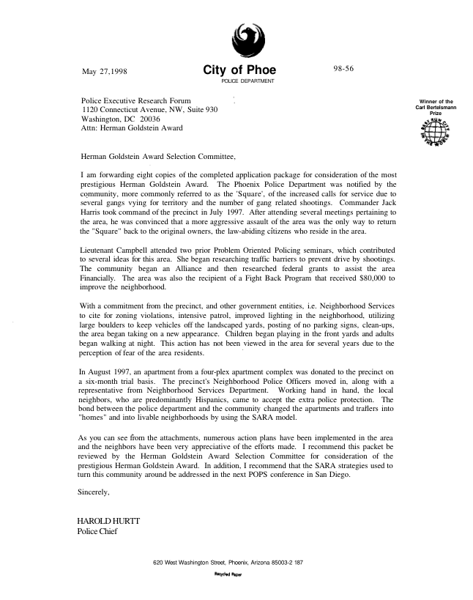 City of Phoe
POLICE DEPARTMENT
May 27,1998
98-56
Winner of the
Carl Bertelsmann
Prize
Police Executive Research Forum
1120 Connecticut Avenue, NW, Suite 930
Washington, DC 20036
Attn: Herman Goldstein Award
Herman Goldstein Award Selection Committee,
I am forwarding eight copies of the completed application package for consideration of the most
prestigious Herman Goldstein Award. The Phoenix Police Department was notified by the
community, more commonly referred to as the 'Square', of the increased calls for service due to
several gangs vying for territory and the number of gang related shootings. Commander Jack
Harris took command of the precinct in July 1997. After attending several meetings pertaining to
the area, he was convinced that a more aggressive assault of the area was the only way to return
the "Square" back to the original owners, the law-abiding citizens who reside in the area.
Lieutenant Campbell attended two prior Problem Oriented Policing seminars, which contributed
to several ideas for this area. She began researching traffic barriers to prevent drive by shootings.
The community began an Alliance and then researched federal grants to assist the area
Financially. The area was also the recipient of a Fight Back Program that received $80,000 to
improve the neighborhood.
With a commitment from the precinct, and other government entities, i.e. Neighborhood Services
to cite for zoning violations, intensive patrol, improved lighting in the neighborhood, utilizing
large boulders to keep vehicles off the landscaped yards, posting of no parking signs, clean-ups,
the area began taking on a new appearance. Children began playing in the front yards and adults
began walking at night. This action has not been viewed in the area for several years due to the
perception of fear of the area residents.
In August 1997, an apartment from a four-plex apartment complex was donated to the precinct on
a six-month trial basis. The precinct's Neighborhood Police Officers moved in, along with a
representative from Neighborhood Services Department. Working hand in hand, the local
neighbors, who are predominantly Hispanics, came to accept the extra police protection. The
bond between the police department and the community changed the apartments and traffers into
"homes" and into livable neighborhoods by using the SARA model.
As you can see from the attachments, numerous action plans have been implemented in the area
and the neighbors have been very appreciative of the efforts made. I recommend this packet be
reviewed by the Herman Goldstein Award Selection Committee for consideration of the
prestigious Herman Goldstein Award. In addition, I recommend that the SARA strategies used to
turn this community around be addressed in the next POPS conference in San Diego.
Sincerely,
HAROLD HURTT
Police Chief
620 West Washington Street, Phoenix, Arizona 85003-2 187
Recycled Paper